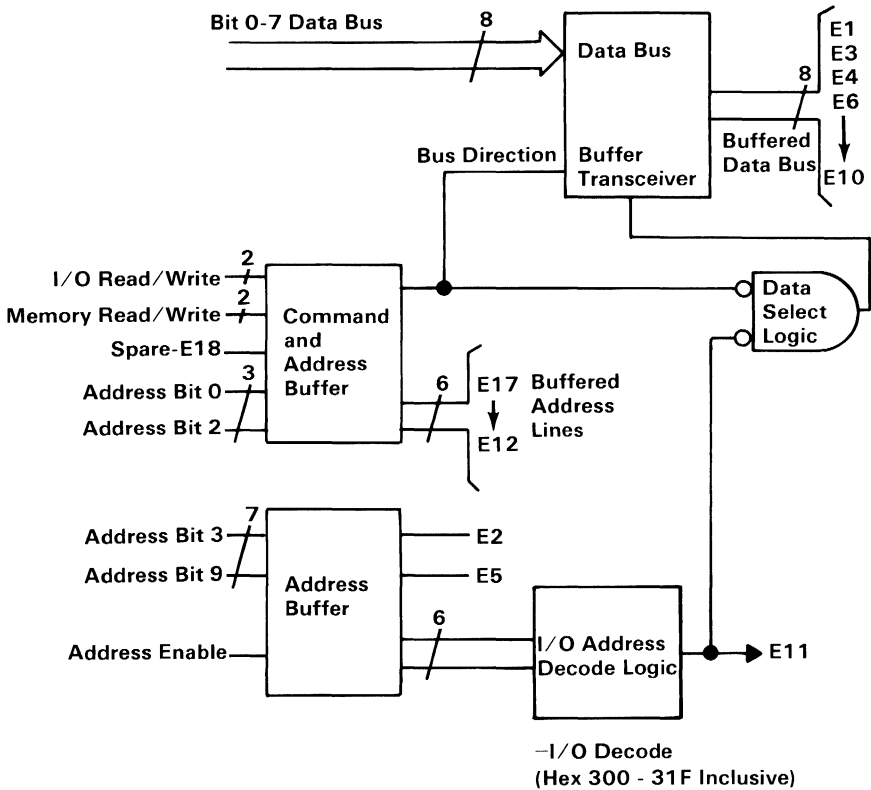 Bit 0-7 Data Bus
8
Data Bus
Buffer
Transceiver
Bus Direction
8
Buffered
Data Bus
E1
E3
E4
E6
E10
I/O Read/Write
2
Memory Read/Write
2
Spare-E18
Address Bit 0
3
Address Bit 2
Command
and
Address
Buffer
6
E17
E12
Buffered
Address
Lines
Data
Select
Logic
Address Bit 3
7
Address Bit 9
Address Enable
Address
Buffer
E2
E5
6
I/O Address
Decode Logic
E11
—I/O Decode
(Hex 300 - 31F Inclusive)